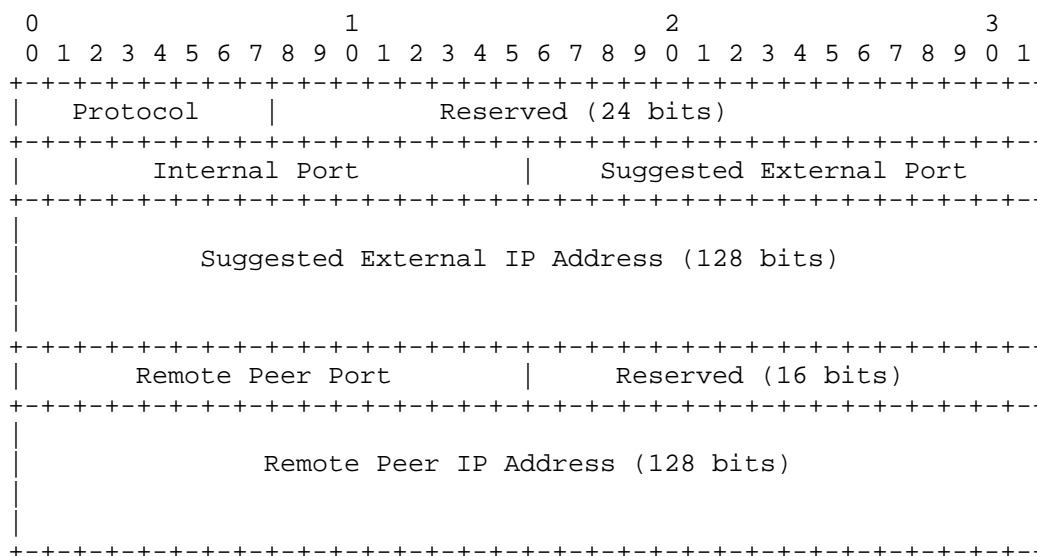 0                   1                   2                   3
0 1 2 3 4 5 6 7 8 9 0 1 2 3 4 5 6 7 8 9 0 1 2 3 4 5 6 7 8 9 0 1
+-+-+-+-+-+-+-+-+-+-+-+-+-+-+-+-+-+-+-+-+-+-+-+-+-+-+-+-+-+-+-+-
|   Protocol    |          Reserved (24 bits)
+-+-+-+-+-+-+-+-+-+-+-+-+-+-+-+-+-+-+-+-+-+-+-+-+-+-+-+-+-+-+-+-
|        Internal Port          |    Suggested External Port
+-+-+-+-+-+-+-+-+-+-+-+-+-+-+-+-+-+-+-+-+-+-+-+-+-+-+-+-+-+-+-+-
|
|           Suggested External IP Address (128 bits)
|
|
+-+-+-+-+-+-+-+-+-+-+-+-+-+-+-+-+-+-+-+-+-+-+-+-+-+-+-+-+-+-+-+-
|       Remote Peer Port        |     Reserved (16 bits)
+-+-+-+-+-+-+-+-+-+-+-+-+-+-+-+-+-+-+-+-+-+-+-+-+-+-+-+-+-+-+-+-
|
|               Remote Peer IP Address (128 bits)
|
|
+-+-+-+-+-+-+-+-+-+-+-+-+-+-+-+-+-+-+-+-+-+-+-+-+-+-+-+-+-+-+-+-